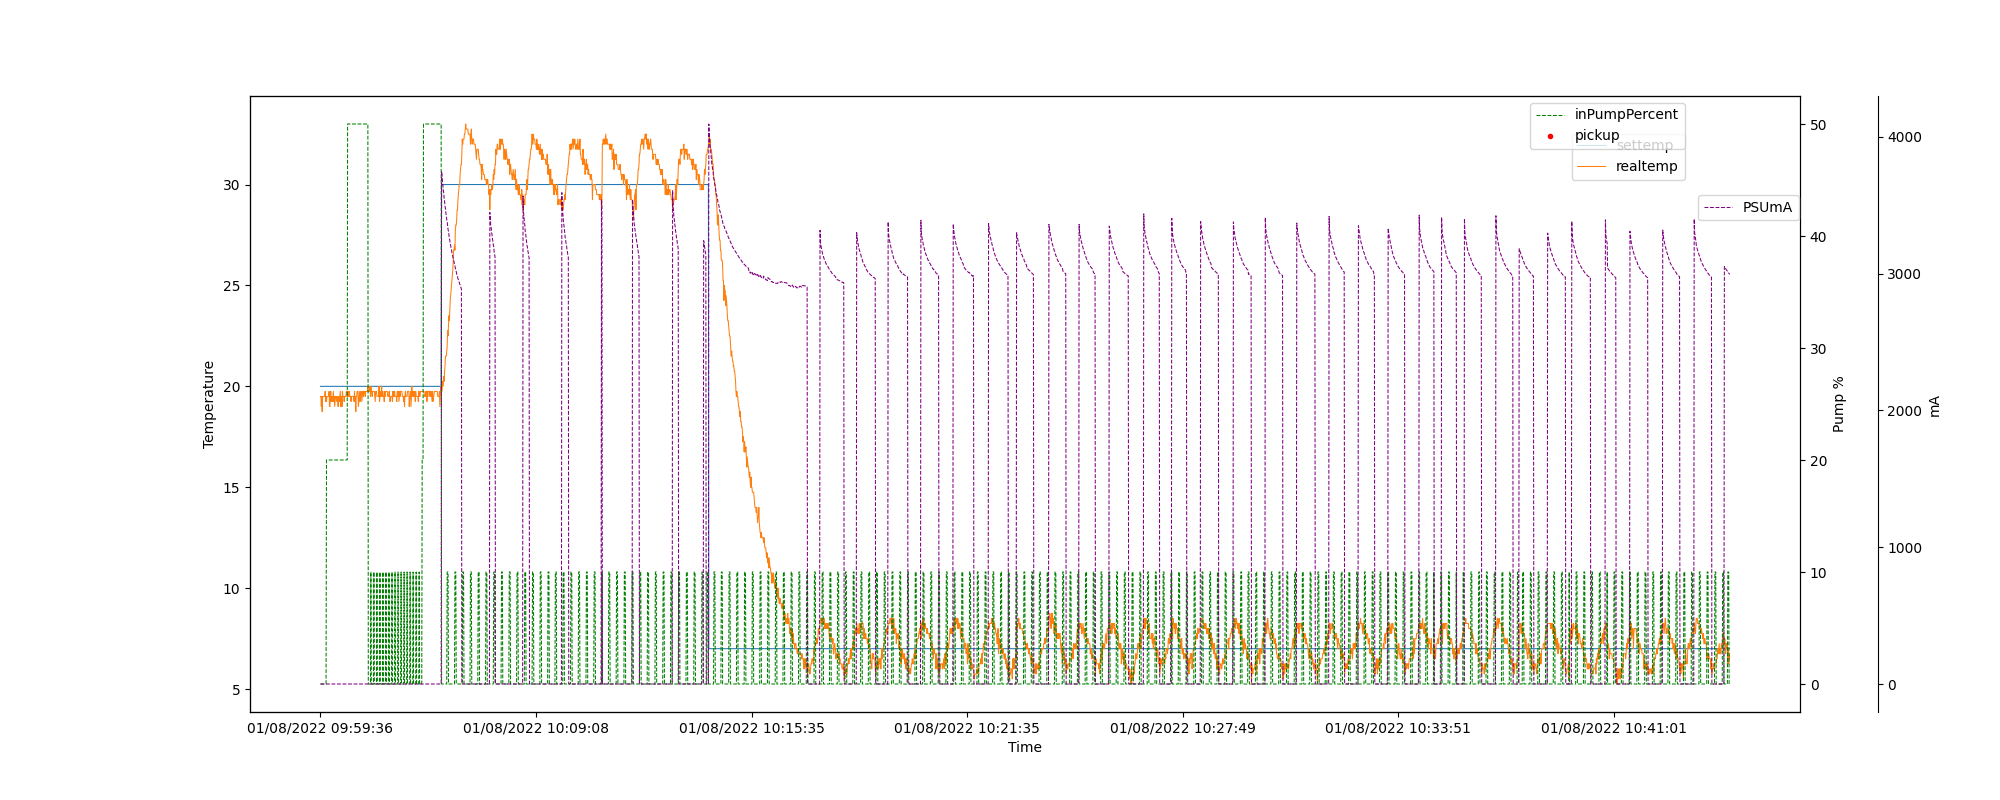 inPumpPercent
pickup
settemp
realtemp
PSUmA
30
25
20
15
10
5
Temperature
50
40
30
20
10
0
Pump %
4000
3000
2000
1000
0
mA
01/08/2022 09:59:36
01/08/2022 10:09:08
01/08/2022 10:15:35
01/08/2022 10:21:35
01/08/2022 10:27:49
01/08/2022 10:33:51
01/08/2022 10:41:01
Time